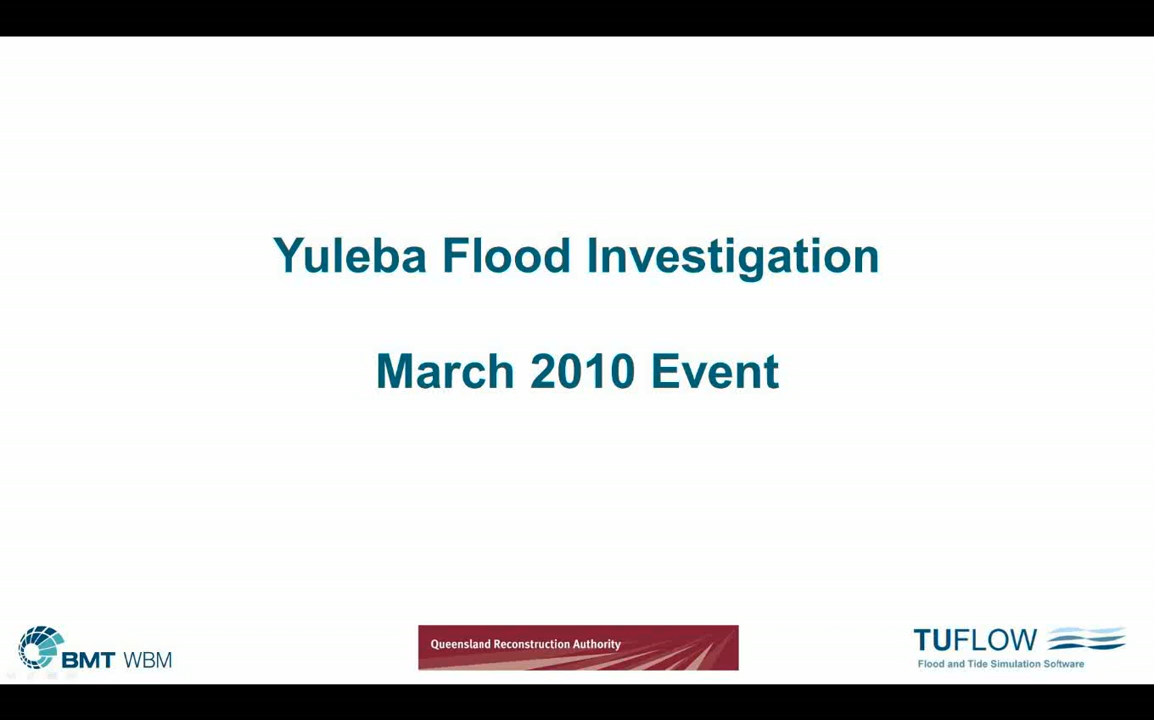 Yuleba Flood Investigation
March 2010 Event
BMT WBM
Queensland Reconstruction Authority
TUFLOW
Flood and Tide Simulation Software